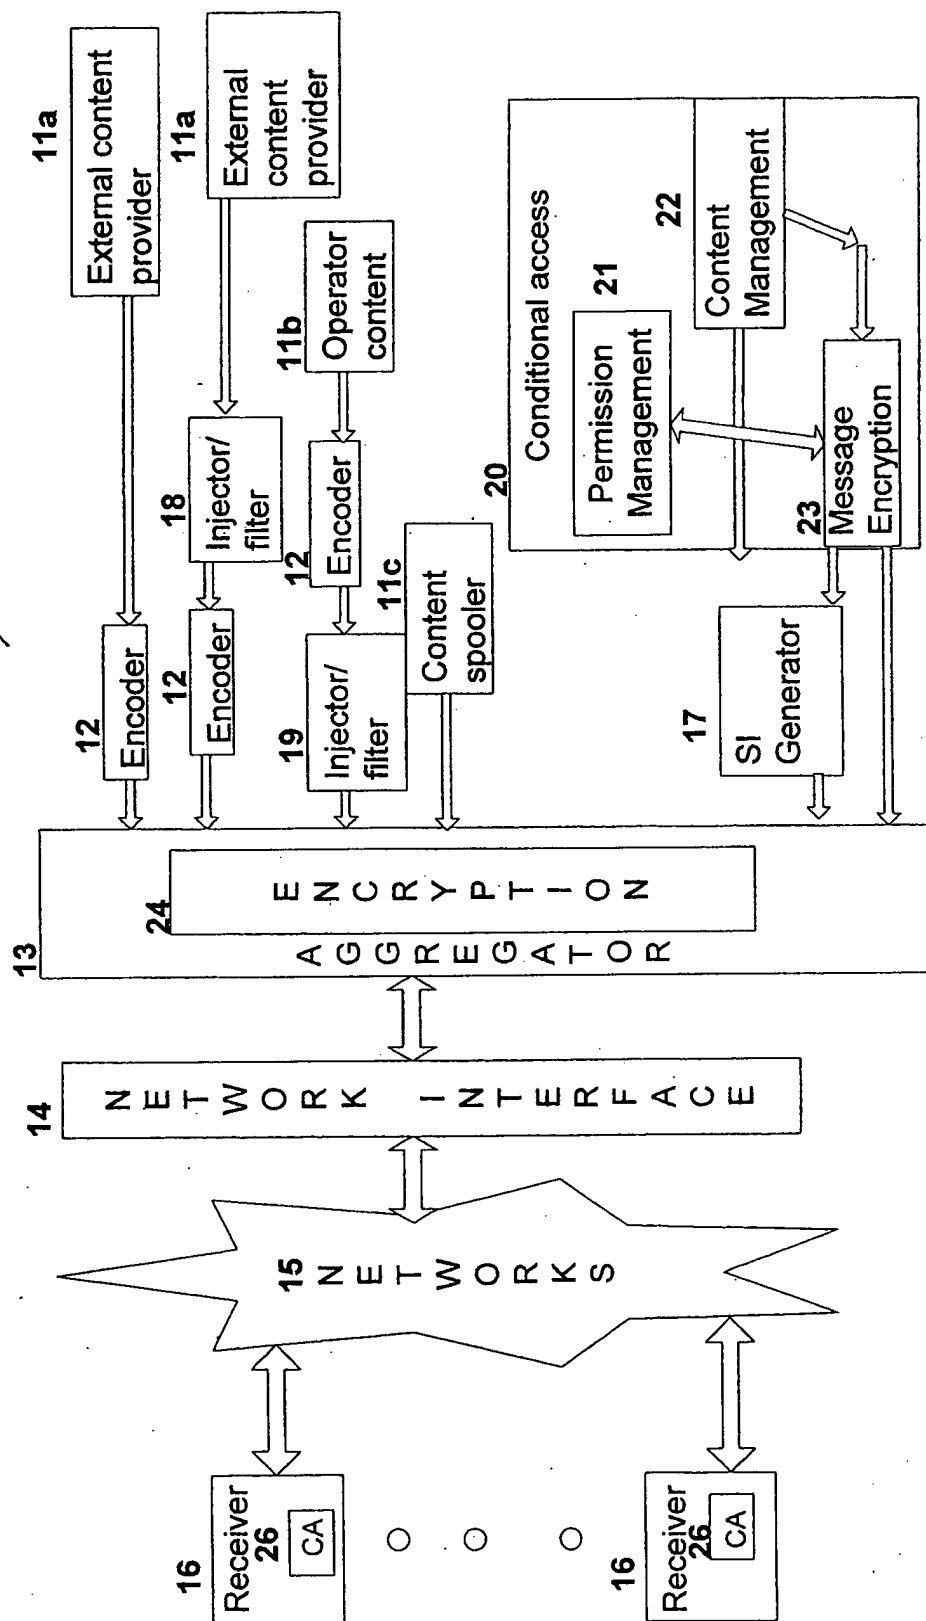 11a
External content
provider
11a
External
content
provider
11b
Operator
content
12
Encoder
18
Injector/
filter
12
Encoder
12
Encoder
19
Injector/
filter
11c
Content
spooler
20
Conditional access
21
Permission
Management
22
Content
Management
23
Message
Encryption
17
SI
Generator
13
24
ENCRYPTION
AGGREGATOR
14
NETWORK INTERFACE
15
NETWORKS
16
Receiver
26
CA
16
Receiver
26
CA